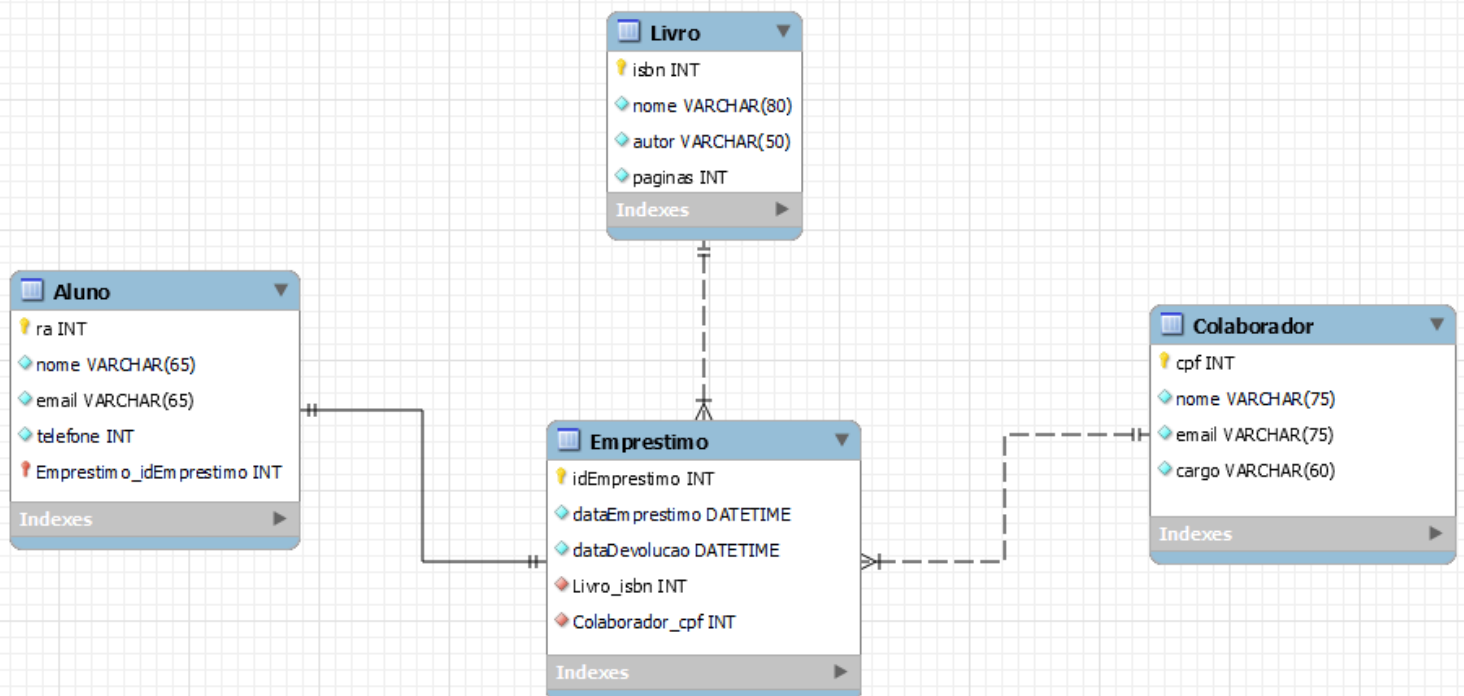 Livro
isbn INT
nome VARCHAR(80)
autor VARCHAR(50)
paginas INT
Indexes
Aluno
ra INT
nome VARCHAR(65)
email VARCHAR(65)
telefone INT
Emprestimo_idEmprestimo INT
Indexes
Emprestimo
idEmprestimo INT
dataEmprestimo DATETIME
dataDevolucao DATETIME
Livro_isbn INT
Colaborador_cpf INT
Indexes
Colaborador
cpf INT
nome VARCHAR(75)
email VARCHAR(75)
cargo VARCHAR(60)
Indexes